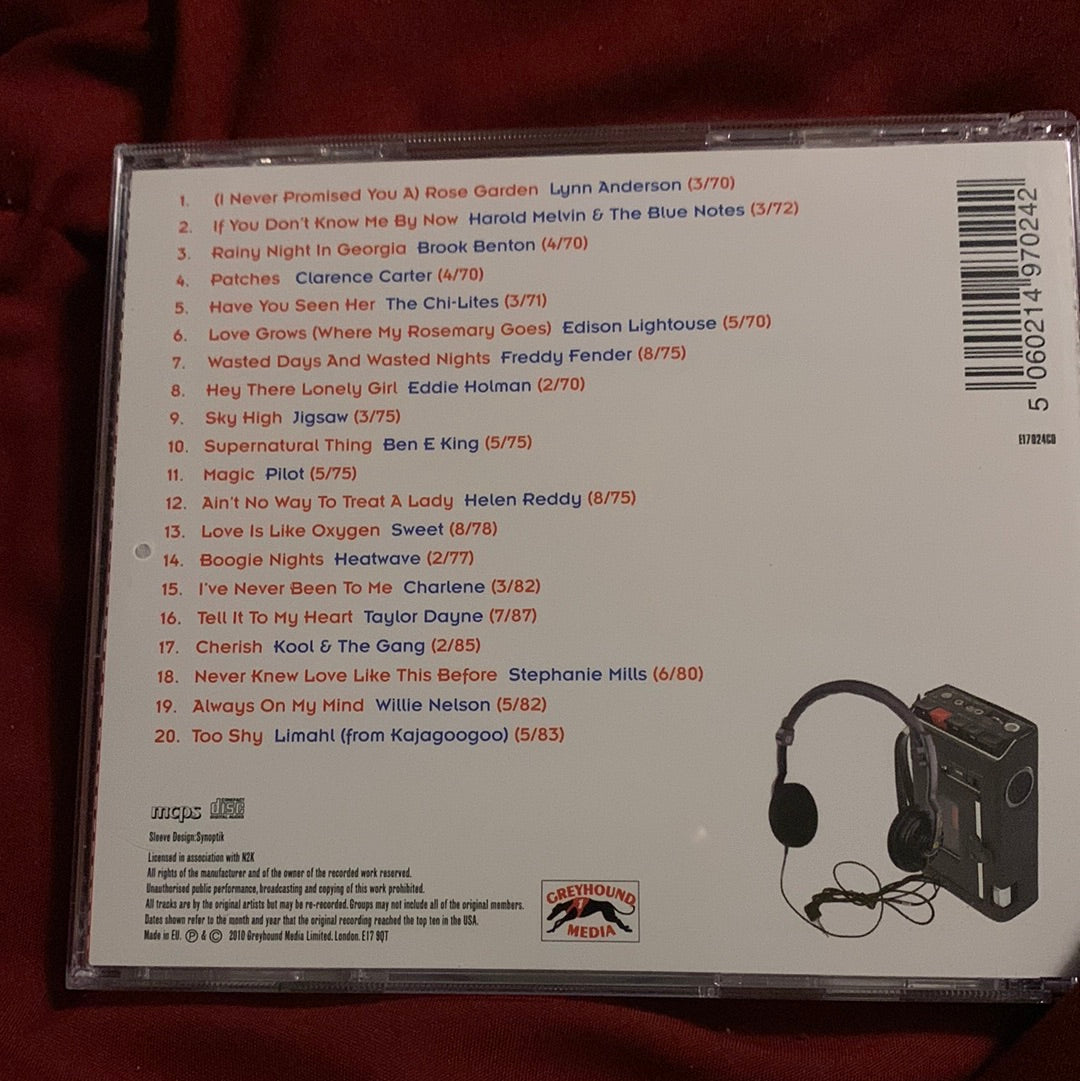 1. (I Never Promised You A) Rose Garden Lynn Anderson (3/70)
2. If You Don't Know Me By Now Harold Melvin & The Blue Notes (3/72)
3. Rainy Night In Georgia Brook Benton (4/70)
4. Patches Clarence Carter (4/70)
5. Have You Seen Her The Chi-Lites (3/71)
6. Love Grows (Where My Rosemary Goes) Edison Lightouse (5/70)
7. Wasted Days And Wasted Nights Freddy Fender (8/75)
8. Hey There Lonely Girl Eddie Holman (2/70)
9. Sky High Jigsaw (3/75)
10. Supernatural Thing Ben E King (5/75)
11. Magic Pilot (5/75)
12. Ain't No Way To Treat A Lady Helen Reddy (8/75)
13. Love Is Like Oxygen Sweet (8/78)
14. Boogie Nights Heatwave (2/77)
15. I've Never Been To Me Charlene (3/82)
16. Tell It To My Heart Taylor Dayne (7/87)
17. Cherish Kool & The Gang (2/85)
18. Never Knew Love Like This Before Stephanie Mills (6/80)
19. Always On My Mind Willie Nelson (5/82)
20. Too Shy Limahl (from Kajagoogoo) (5/83)
5 060214 970242
E17024CD
mcps COMPACT disc DIGITAL AUDIO
Sleeve Design:Synoptik
Licensed in association with N2K
All rights of the manufacturer and of the owner of the recorded work reserved.
Unauthorised public performance, broadcasting and copying of this work prohibited.
All tracks are by the original artists but may be re-recorded. Groups may not include all of the original members.
Dates shown refer to the month and year that the original recording reached the top ten in the USA.
Made in EU. ℗ & © 2010 Greyhound Media Limited. London. E17 9QT
GREYHOUND
1
MEDIA